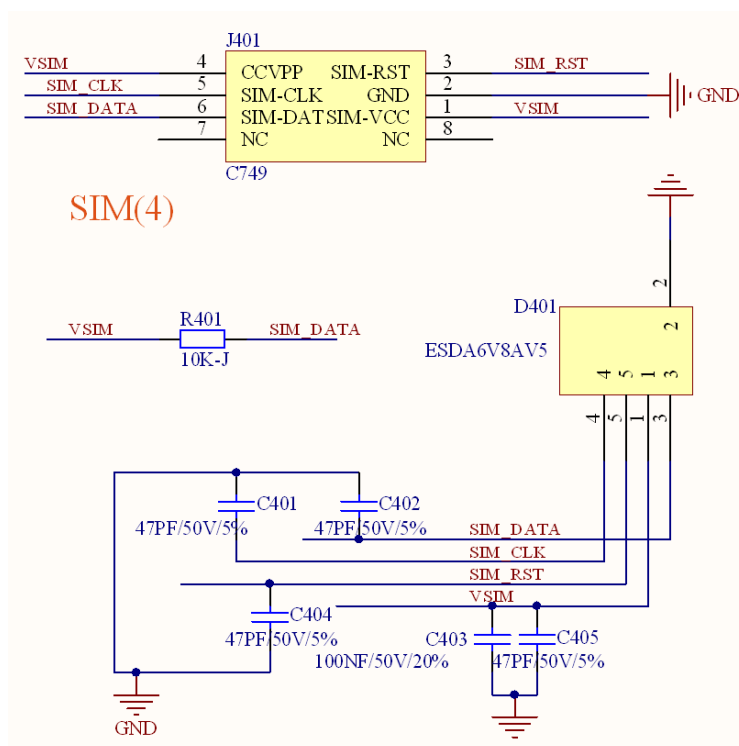 J401
VSIM 4 CCVPP SIM-RST 3 SIM_RST
SIM_CLK 5 SIM-CLK GND 2 GND
SIM_DATA 6 SIM-DAT SIM-VCC 1 VSIM
7 NC NC 8
C749
SIM(4)
2
D401
2
VSIM R401 SIM_DATA
10K-J
ESDA6V8AV5
4 5 1 3
4 5 1 3
C401 C402
47PF/50V/5% 47PF/50V/5% SIM_DATA
SIM_CLK
SIM_RST
VSIM
C404 C403 C405
47PF/50V/5% 100NF/50V/20% 47PF/50V/5%
GND